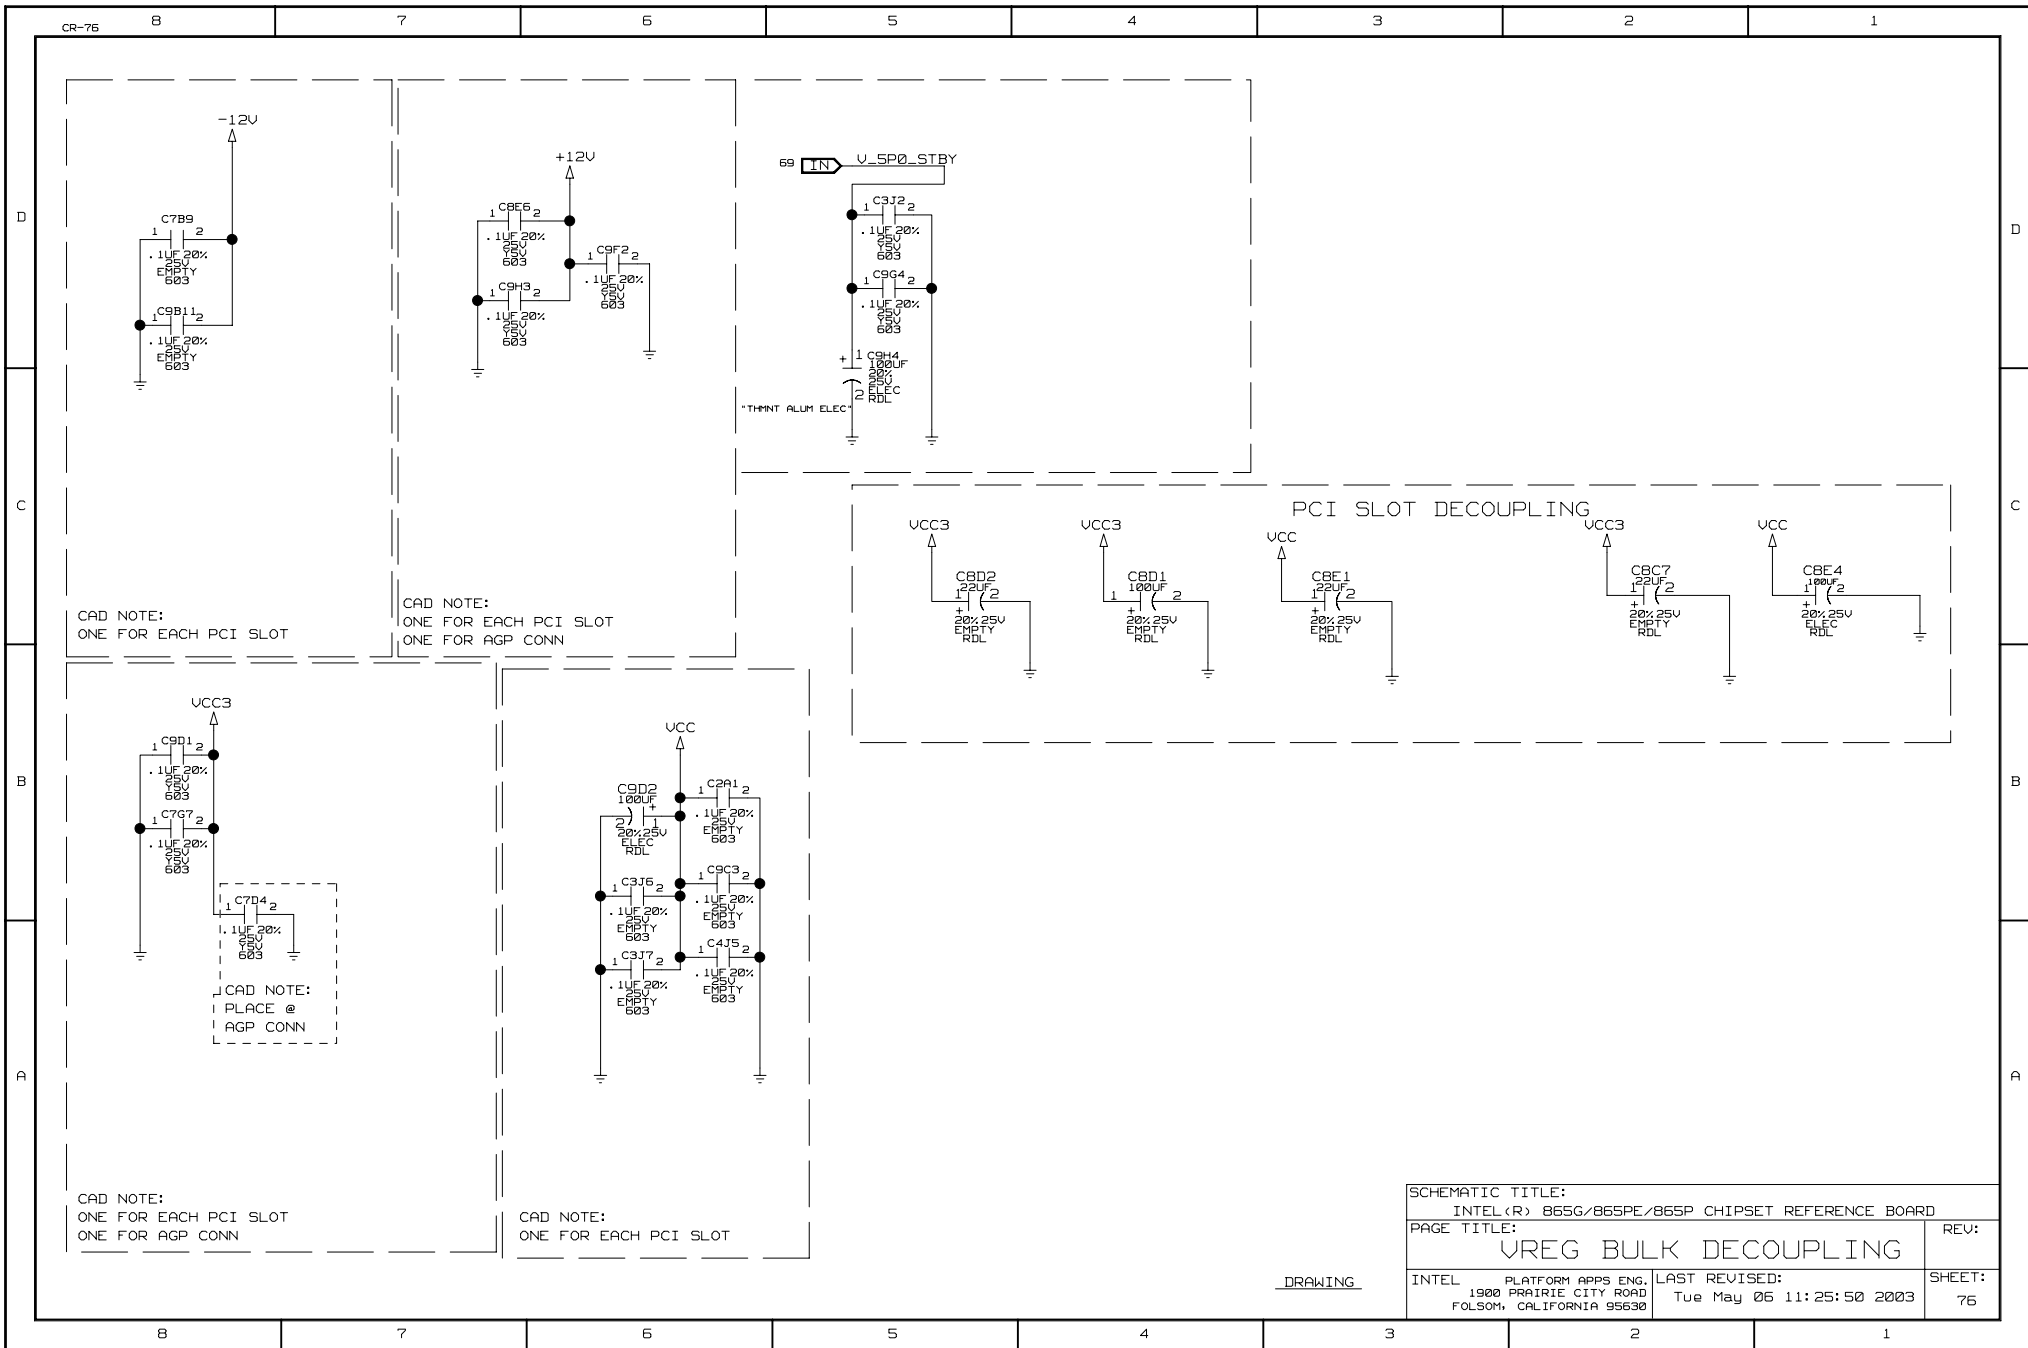 CR-76
8 7 6 5 4 3 2 1
D
C
B
A
D
C
B
A
-12V
C7B9
1 2
.1UF 20%
25V
EMPTY
603
C9B11
1 2
.1UF 20%
25V
EMPTY
603
CAD NOTE:
ONE FOR EACH PCI SLOT
+12V
C8E6
1 2
.1UF 20%
25V
Y5V
603
C9F2
1 2
.1UF 20%
25V
Y5V
603
C9H3
1 2
.1UF 20%
25V
Y5V
603
CAD NOTE:
ONE FOR EACH PCI SLOT
ONE FOR AGP CONN
69 IN V_5P0_STBY
C3J2
1 2
.1UF 20%
25V
Y5V
603
C9G4
1 2
.1UF 20%
25V
Y5V
603
+ 1 C9H4
100UF
20%
25V
ELEC
2 RDL
"THMNT ALUM ELEC"
PCI SLOT DECOUPLING
VCC3
C8D2
22UF
1 2
+
20% 25V
EMPTY
RDL
VCC3
C8D1
100UF
1 2
+
20% 25V
EMPTY
RDL
VCC
C8E1
22UF
1 2
+
20% 25V
EMPTY
RDL
VCC3
C8C7
22UF
1 2
+
20% 25V
EMPTY
RDL
VCC
C8E4
100UF
1 2
+
20% 25V
ELEC
RDL
VCC3
C9D1
1 2
.1UF 20%
25V
Y5V
603
C7G7
1 2
.1UF 20%
25V
Y5V
603
C7D4
1 2
.1UF 20%
25V
Y5V
603
CAD NOTE:
PLACE @
AGP CONN
CAD NOTE:
ONE FOR EACH PCI SLOT
ONE FOR AGP CONN
VCC
C9D2
100UF
+
2 1
20% 25V
ELEC
RDL
C2A1
1 2
.1UF 20%
25V
EMPTY
603
C3J6
1 2
.1UF 20%
25V
EMPTY
603
C9C3
1 2
.1UF 20%
25V
EMPTY
603
C3J7
1 2
.1UF 20%
25V
EMPTY
603
C4J5
1 2
.1UF 20%
25V
EMPTY
603
CAD NOTE:
ONE FOR EACH PCI SLOT
DRAWING
SCHEMATIC TITLE:
INTEL(R) 865G/865PE/865P CHIPSET REFERENCE BOARD
PAGE TITLE:
VREG BULK DECOUPLING
REV:
INTEL PLATFORM APPS ENG.
1900 PRAIRIE CITY ROAD
FOLSOM, CALIFORNIA 95630
LAST REVISED:
Tue May 06 11:25:50 2003
SHEET:
76
8 7 6 5 4 3 2 1